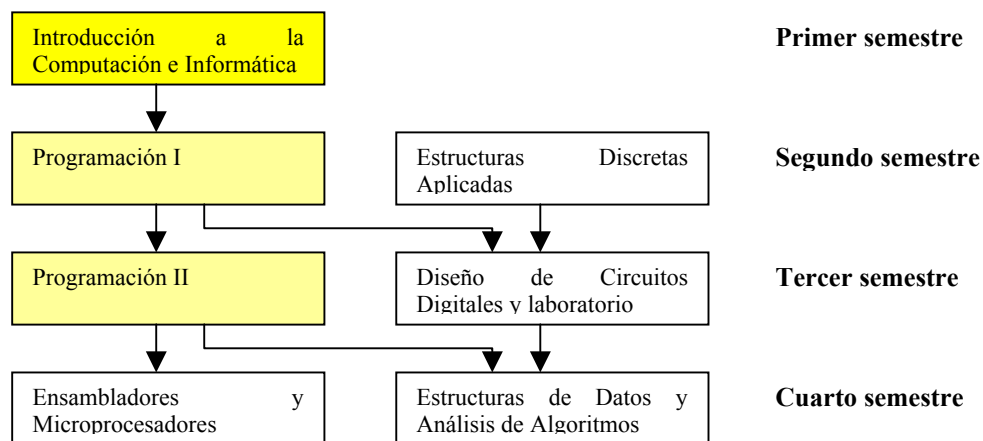 Introducción a la
Computación e Informática
Primer semestre
Programación I
Estructuras Discretas
Aplicadas
Segundo semestre
Programación II
Diseño de Circuitos
Digitales y laboratorio
Tercer semestre
Ensambladores y
Microprocesadores
Estructuras de Datos y
Análisis de Algoritmos
Cuarto semestre